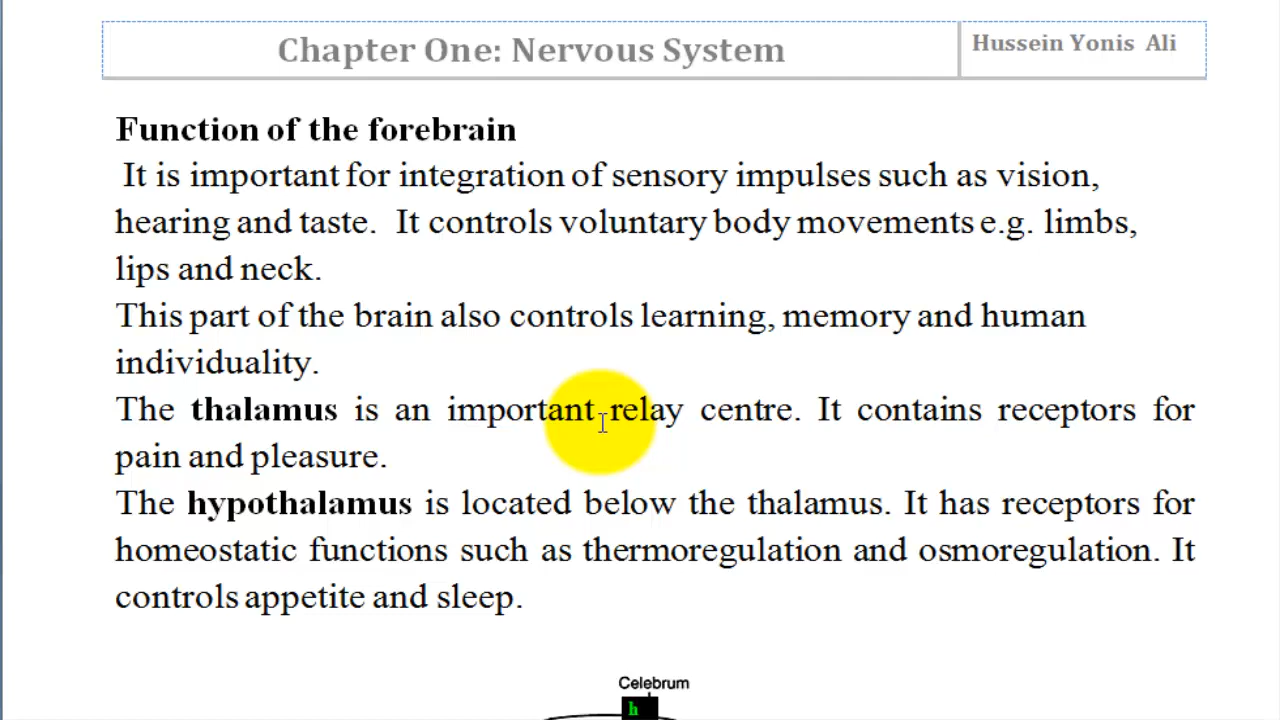 Chapter One: Nervous System
Hussein Yonis Ali
Function of the forebrain
It is important for integration of sensory impulses such as vision,
hearing and taste. It controls voluntary body movements e.g. limbs,
lips and neck.
This part of the brain also controls learning, memory and human
individuality.
The thalamus is an important relay centre. It contains receptors for
pain and pleasure.
The hypothalamus is located below the thalamus. It has receptors for
homeostatic functions such as thermoregulation and osmoregulation. It
controls appetite and sleep.
Celebrum
h